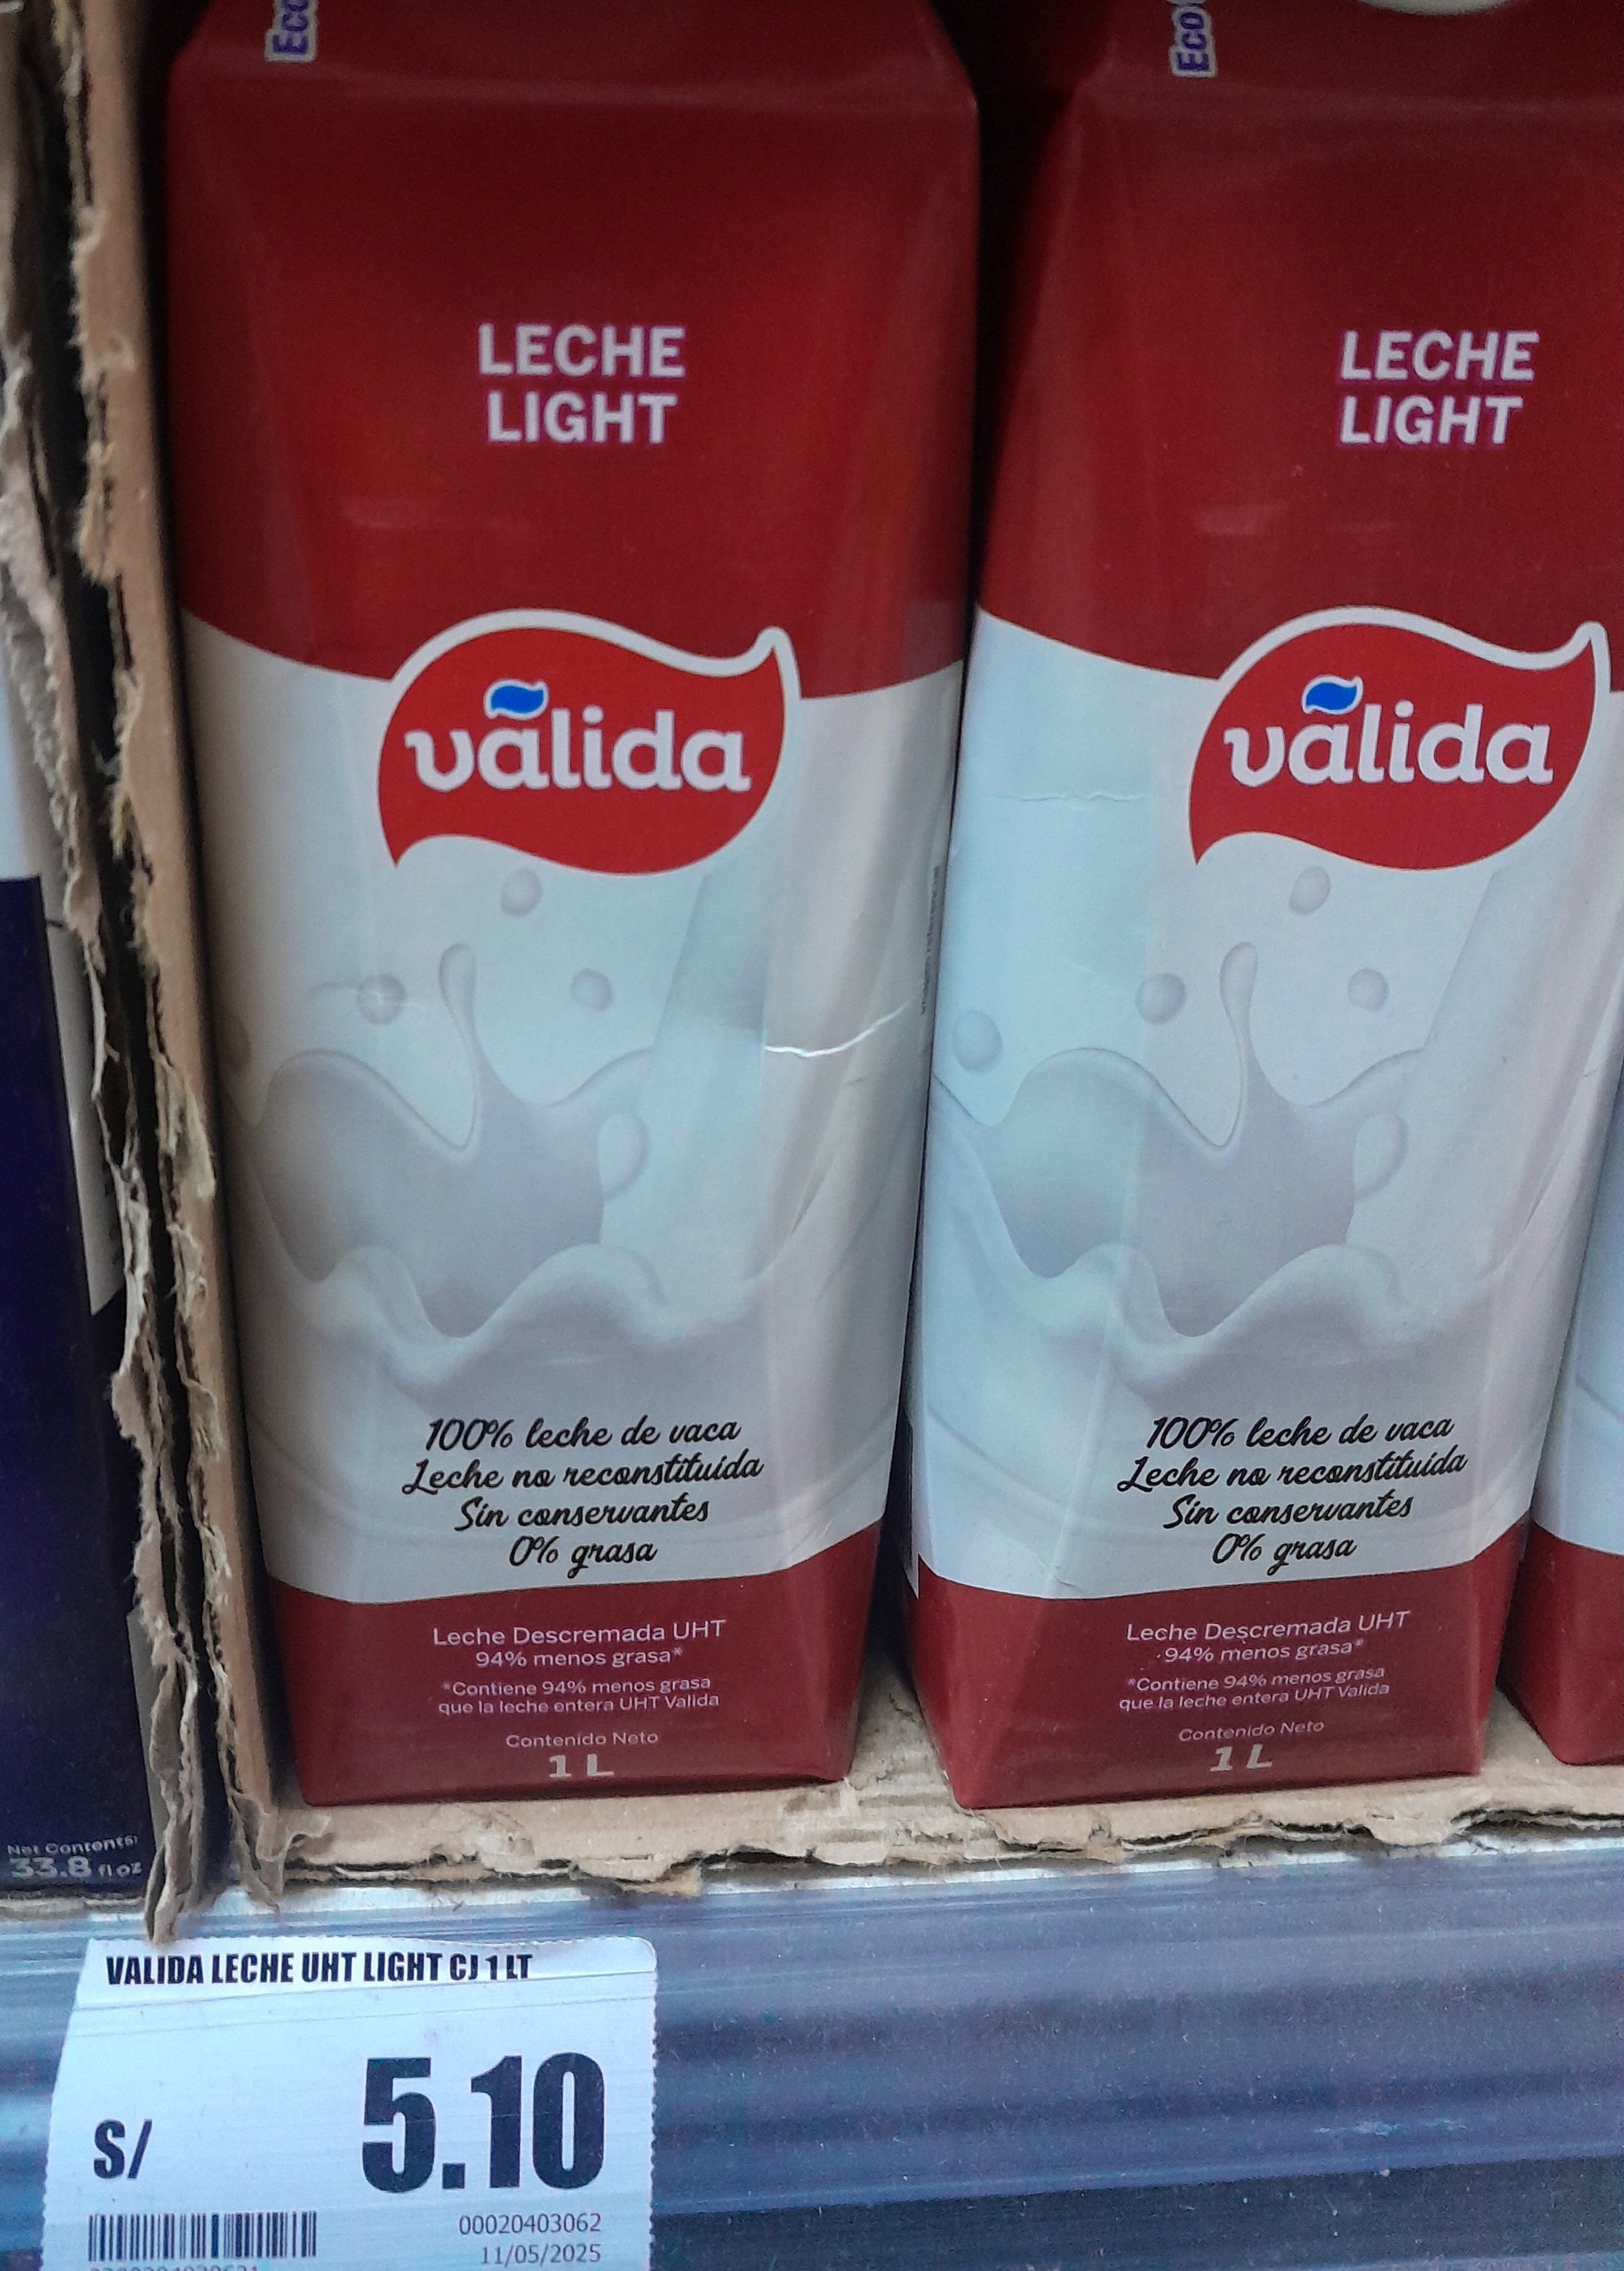 Eco
LECHE
LIGHT
valida
100% leche de vaca
Leche no reconstituida
Sin conservantes
0% grasa
Leche Descremada UHT
94% menos grasa*
*Contiene 94% menos grasa
que la leche entera UHT Valida
Contenido Neto
1 L
Eco
LECHE
LIGHT
valida
100% leche de vaca
Leche no reconstituida
Sin conservantes
0% grasa
Leche Descremada UHT
94% menos grasa*
*Contiene 94% menos grasa
que la leche entera UHT Valida
Contenido Neto
1 L
Net Contents:
33.8 fl oz
VALIDA LECHE UHT LIGHT CJ 1 LT
S/ 5.10
00020403062
11/05/2025